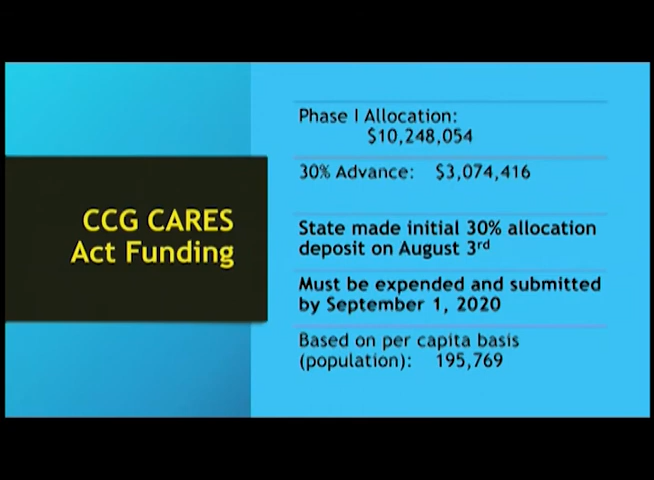 CCG CARES
Act Funding
Phase I Allocation:
$10,248,054
30% Advance: $3,074,416
State made initial 30% allocation
deposit on August 3rd
Must be expended and submitted
by September 1, 2020
Based on per capita basis
(population): 195,769